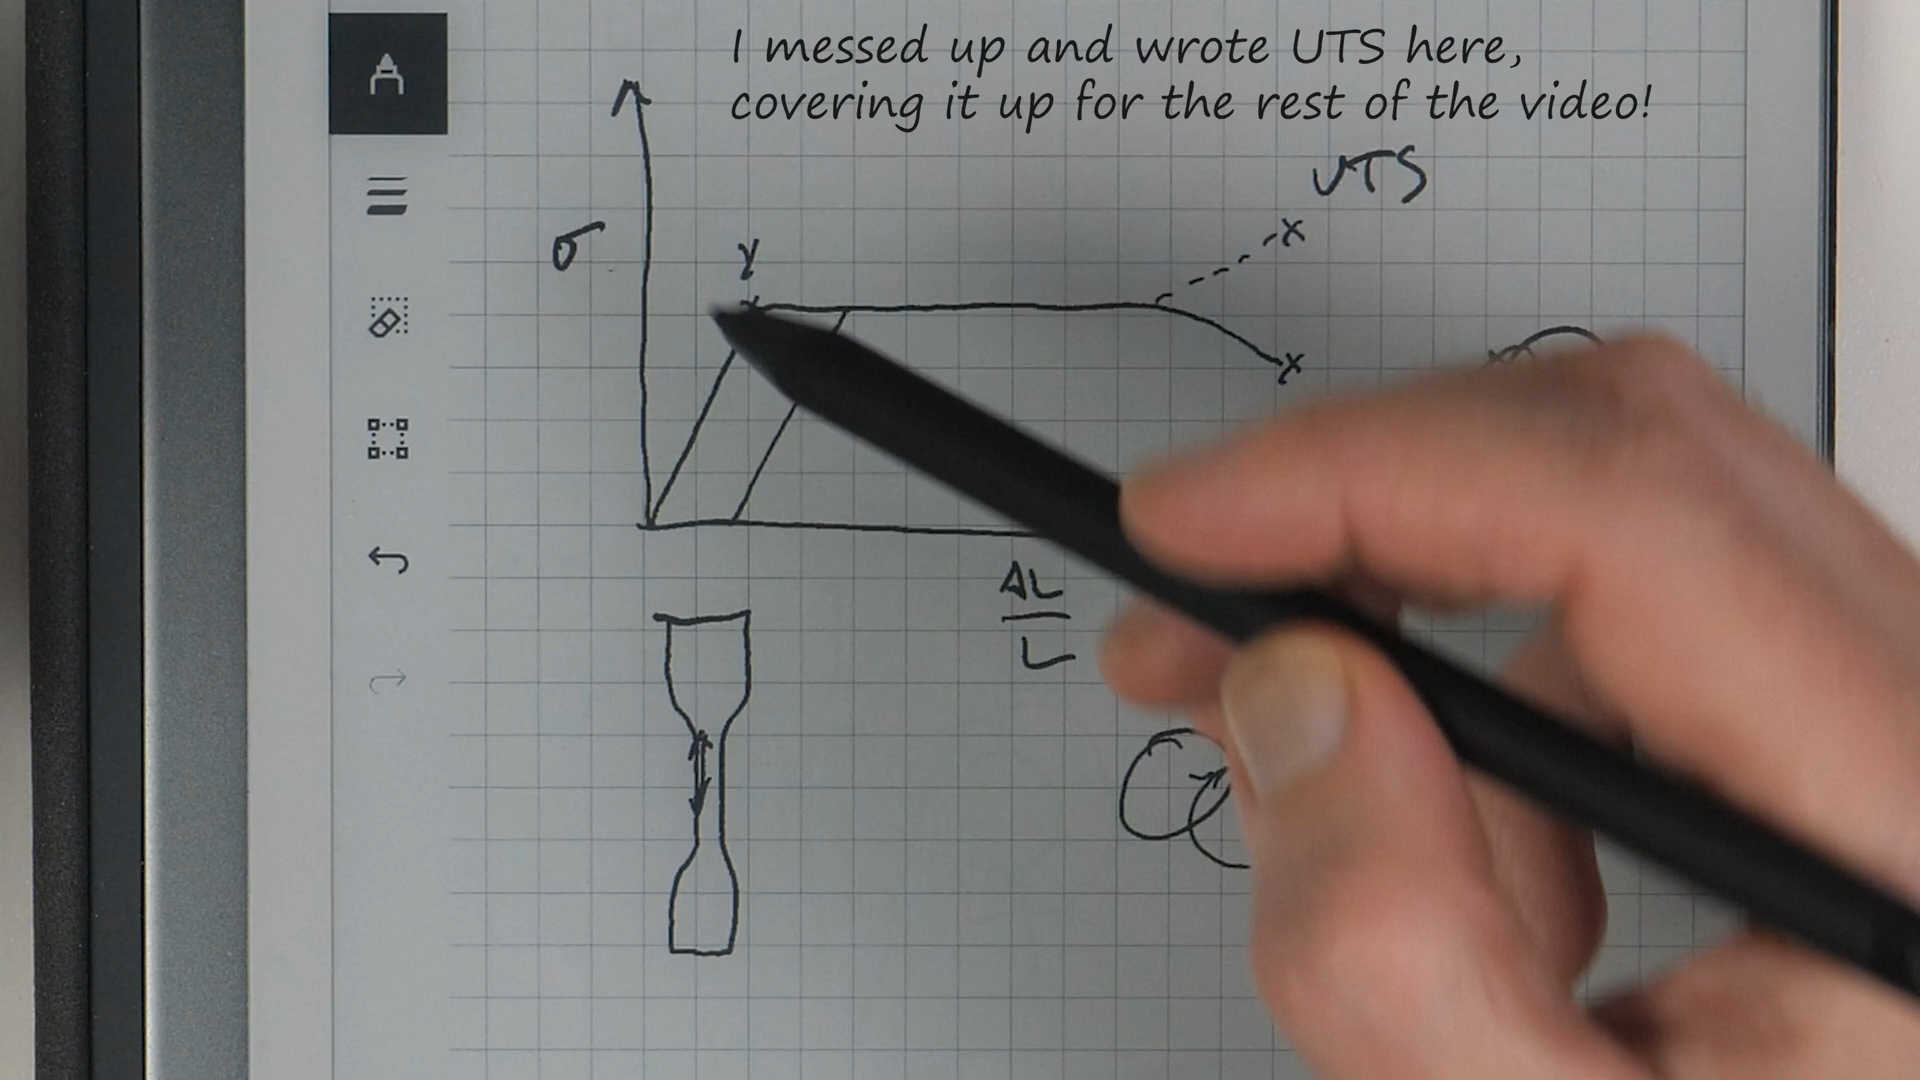 I messed up and wrote UTS here,
covering it up for the rest of the video!
UTS
σ
Y
x
x
ΔL
L